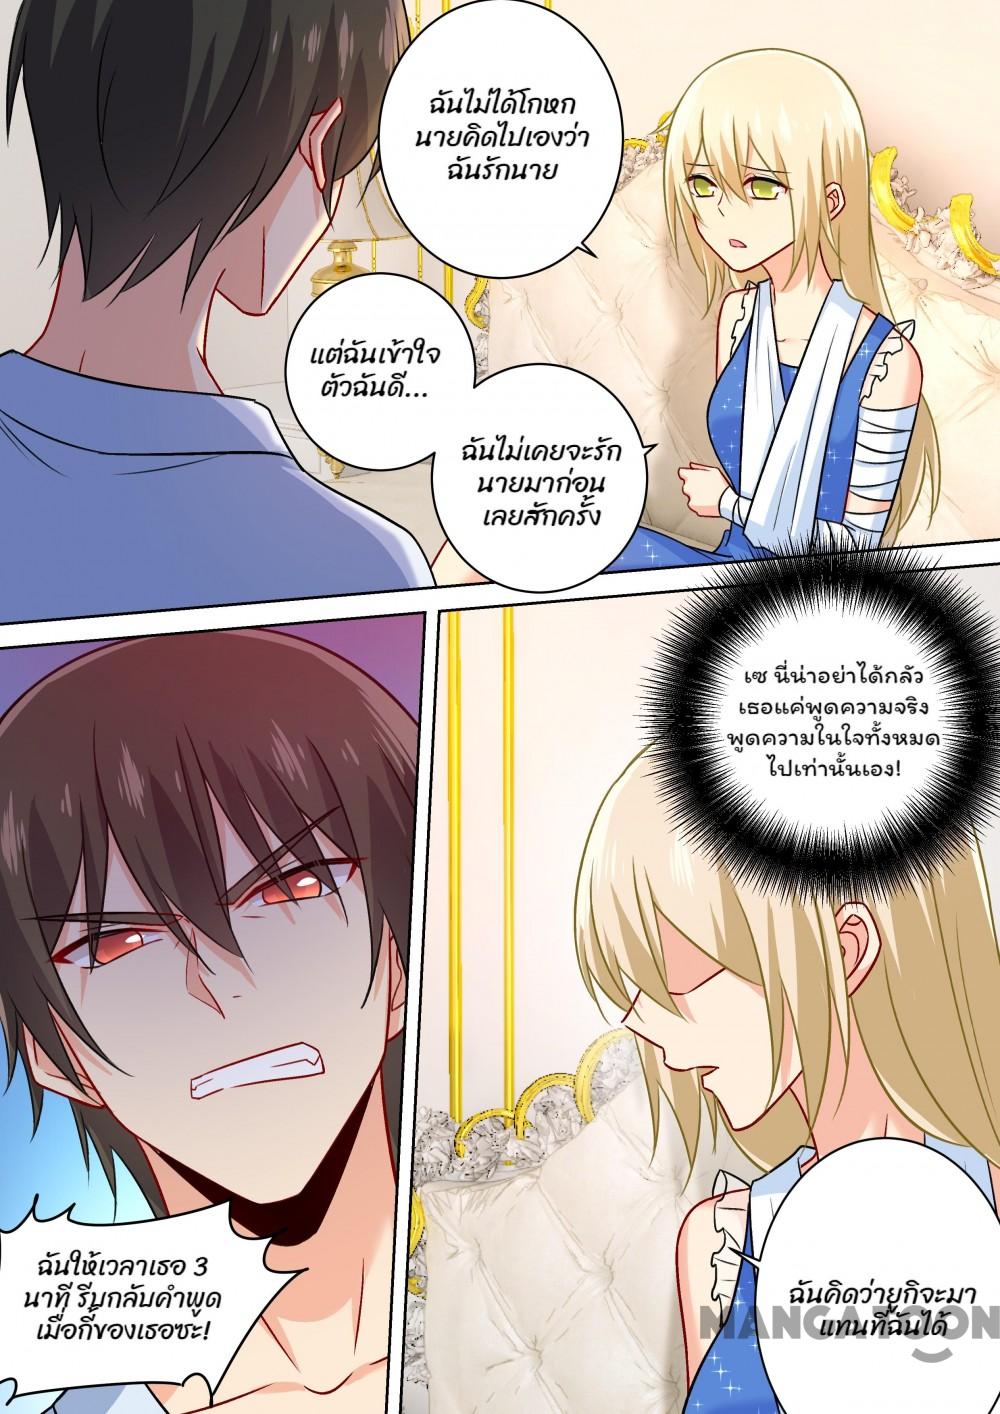 ฉันไม่ได้โกหก
นายคิดไปเองว่า
ฉันรักนาย
แต่ฉันเข้าใจ
ตัวฉันดี...
ฉันไม่เคยจะรัก
นายมาก่อน
เลยสักครั้ง
เซ นี่น่าอย่าได้กลัว
เธอแค่พูดความจริง
พูดความในใจทั้งหมด
ไปเท่านั้นเอง!
ฉันให้เวลาเธอ 3
นาที รีบกลับคำพูด
เมื่อกี้ของเธอซะ!
ฉันคิดว่ายูกิจะมา
แทนที่ฉันได้
MANGATOON